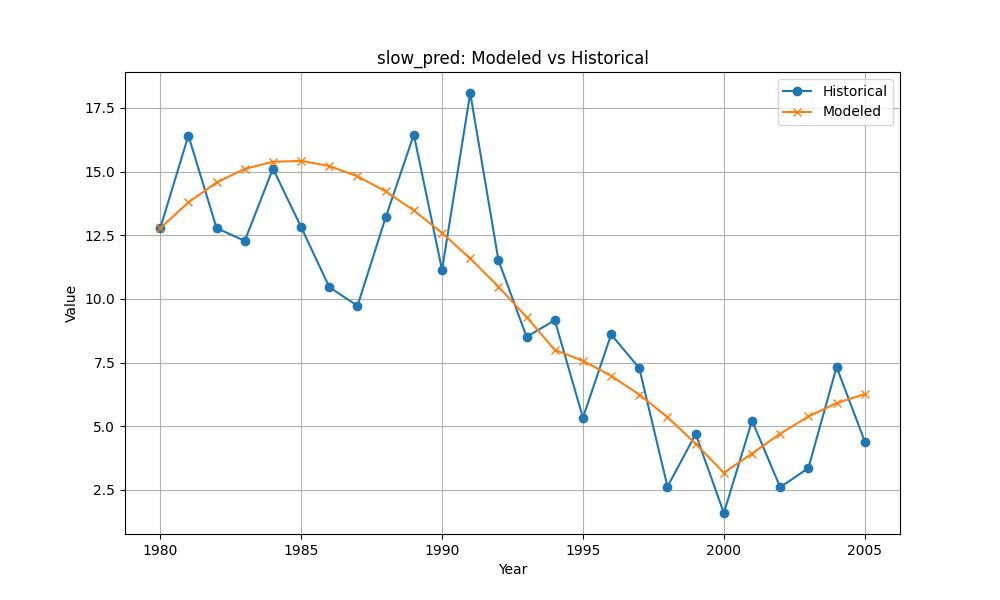 slow_pred: Modeled vs Historical
Historical
Modeled
17.5
15.0
12.5
10.0
7.5
5.0
2.5
Value
1980 1985 1990 1995 2000 2005
Year